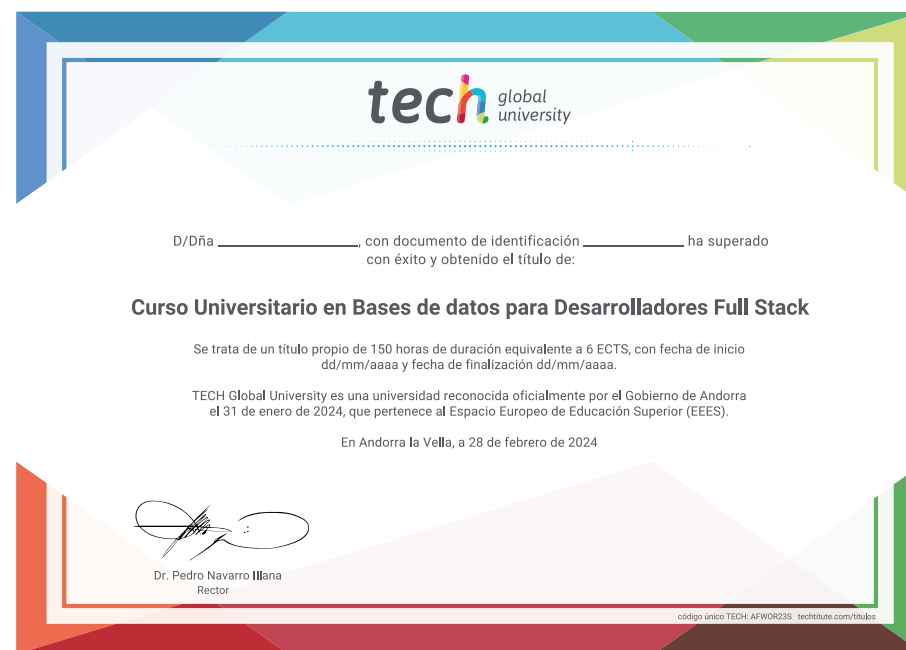 tech global university
D/Dña ____________________, con documento de identificación ______________ ha superado
con éxito y obtenido el título de:
Curso Universitario en Bases de datos para Desarrolladores Full Stack
Se trata de un título propio de 150 horas de duración equivalente a 6 ECTS, con fecha de inicio
dd/mm/aaaa y fecha de finalización dd/mm/aaaa.
TECH Global University es una universidad reconocida oficialmente por el Gobierno de Andorra
el 31 de enero de 2024, que pertenece al Espacio Europeo de Educación Superior (EEES).
En Andorra la Vella, a 28 de febrero de 2024
Dr. Pedro Navarro Illana
Rector
código único TECH: AFWOR23S techtitute.com/titulos